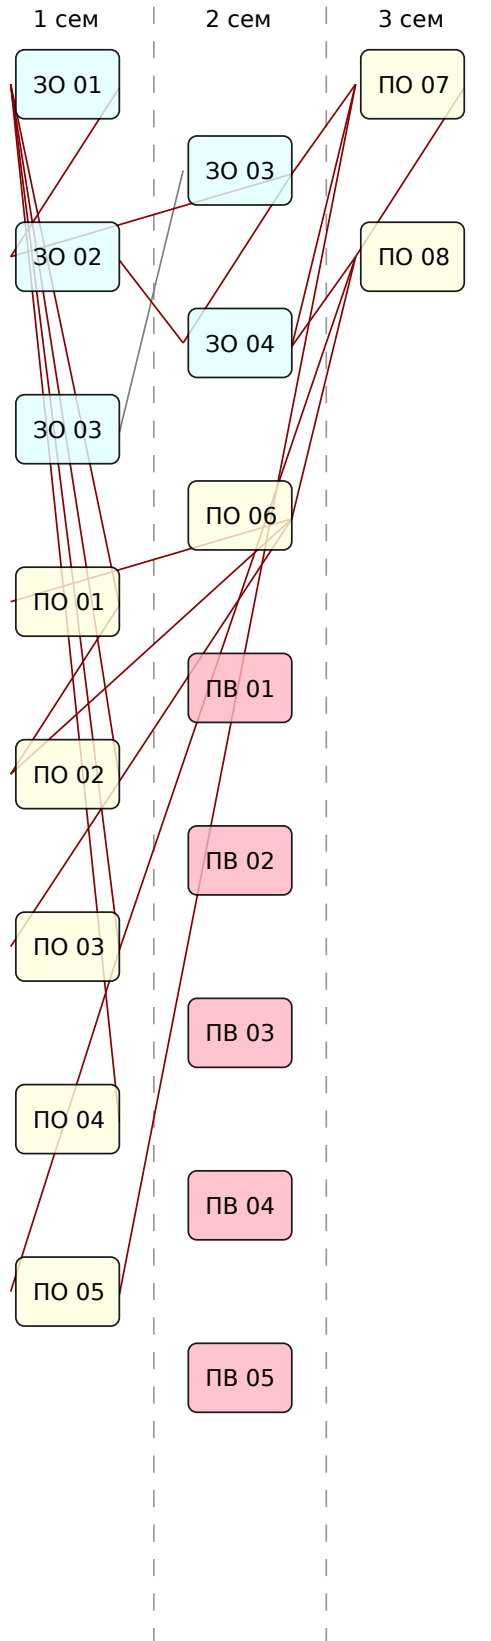 1 сем
2 сем
3 сем
ЗО 01
ПО 07
ЗО 03
ЗО 02
ПО 08
ЗО 04
ЗО 03
ПО 06
ПО 01
ПВ 01
ПО 02
ПВ 02
ПО 03
ПВ 03
ПО 04
ПВ 04
ПО 05
ПВ 05